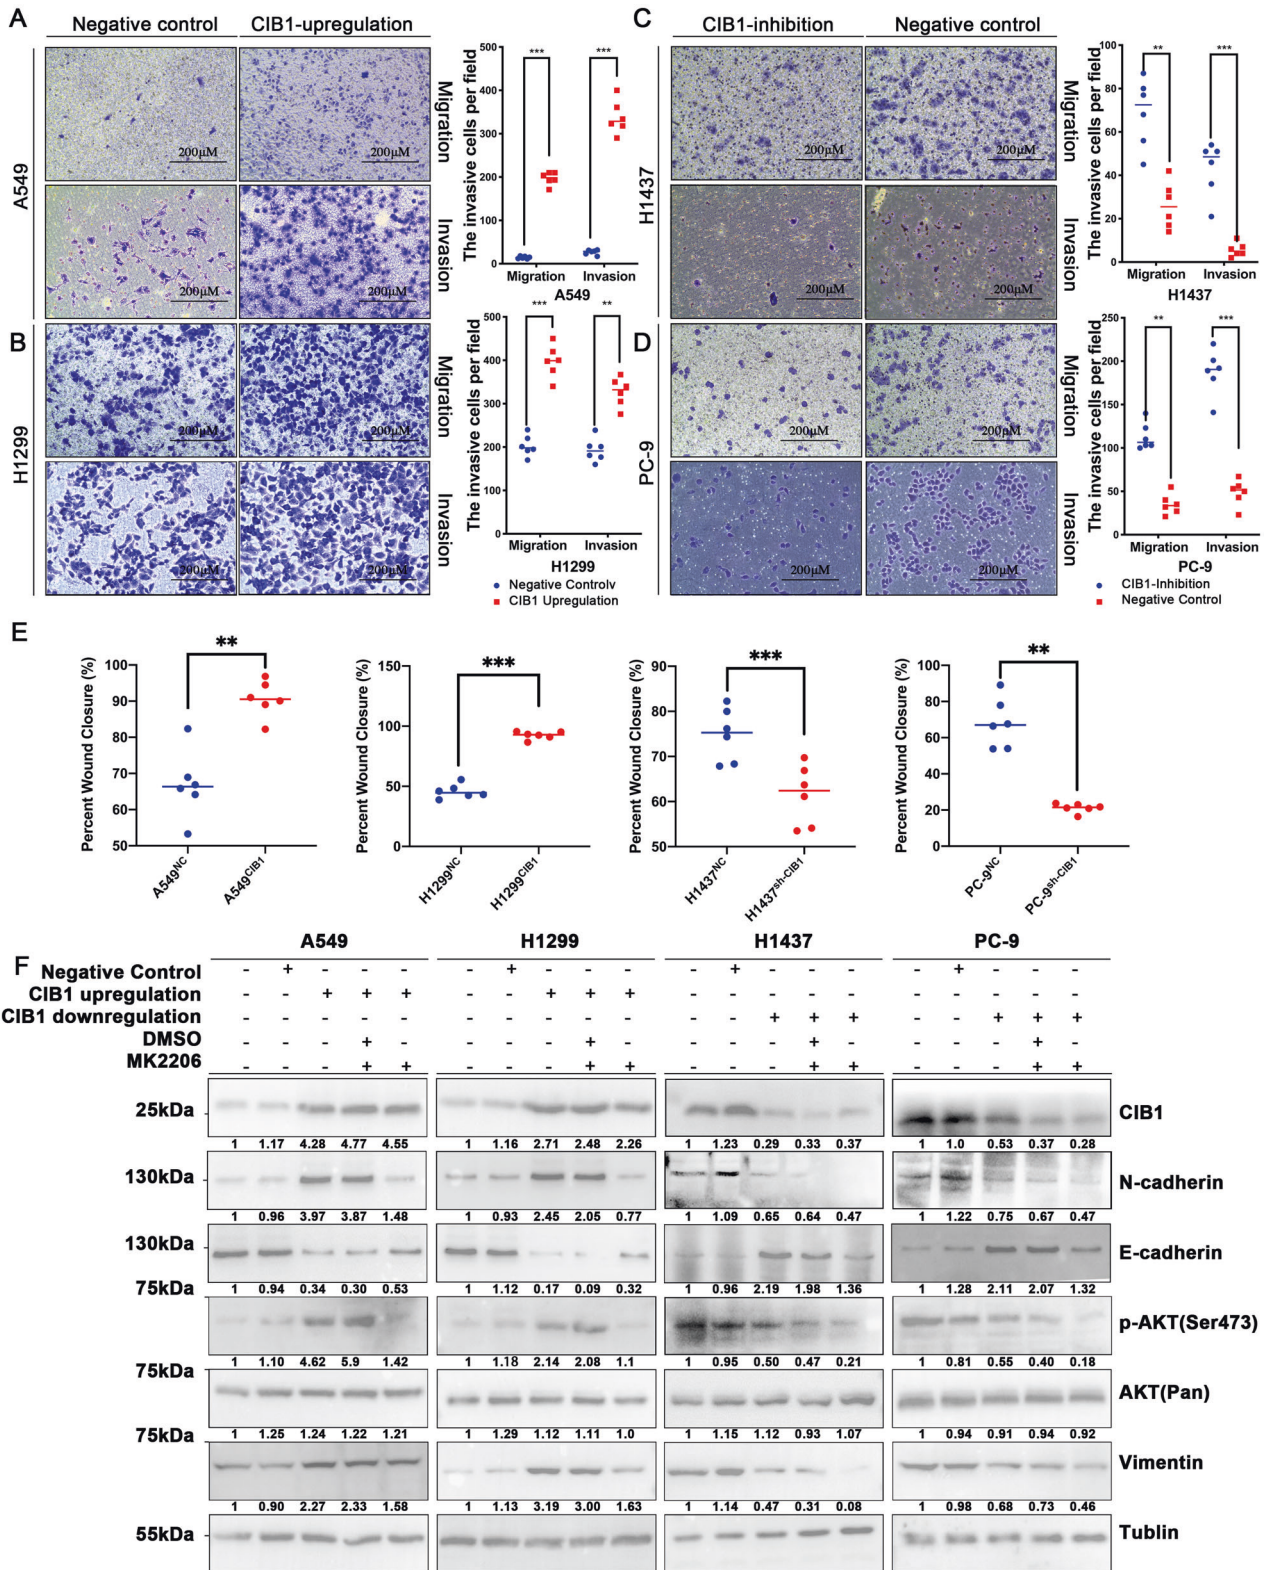 A
Negative control
CIB1-upregulation
A549
200μM
200μM
Migration
200μM
200μM
Invasion
The invasive cells per field
500
400
300
200
100
0
***
***
Migration
Invasion
A549
B
H1299
200μM
200μM
Migration
200μM
200μM
Invasion
The invasive cells per field
500
400
300
200
100
0
***
**
Migration
Invasion
H1299
Negative Controlv
CIB1 Upregulation
C
CIB1-inhibition
Negative control
H1437
200μM
200μM
Migration
200μM
200μM
Invasion
The invasive cells per field
100
80
60
40
20
0
**
***
Migration
Invasion
H1437
D
PC-9
200μM
200μM
Migration
200μM
200μM
Invasion
The invasive cells per field
250
200
150
100
50
0
**
***
Migration
Invasion
PC-9
CIB1-Inhibition
Negative Control
E
Percent Wound Closure (%)
100
90
80
70
60
50
**
A549NC
A549CIB1
Percent Wound Closure (%)
150
100
50
0
***
H1299NC
H1299CIB1
Percent Wound Closure (%)
90
80
70
60
50
***
H1437NC
H1437sh-CIB1
Percent Wound Closure (%)
100
80
60
40
20
0
**
PC-9NC
PC-9sh-CIB1
F
A549 H1299 H1437 PC-9
Negative Control - + - - - - + - - - - + - - - - + - - -
CIB1 upregulation - - + + + - - + + + - - - - - - - - - -
CIB1 downregulation - - - - - - - - - - - - + + + - - + + +
DMSO - - - + - - - - + - - - - + - - - - + -
MK2206 - - - + + - - - + + - - - + + - - - + +
25kDa CIB1
1 1.17 4.28 4.77 4.55 1 1.16 2.71 2.48 2.26 1 1.23 0.29 0.33 0.37 1 1.0 0.53 0.37 0.28
130kDa N-cadherin
1 0.96 3.97 3.87 1.48 1 0.93 2.45 2.05 0.77 1 1.09 0.65 0.64 0.47 1 1.22 0.75 0.67 0.47
130kDa E-cadherin
75kDa 1 0.94 0.34 0.30 0.53 1 1.12 0.17 0.09 0.32 1 0.96 2.19 1.98 1.36 1 1.28 2.11 2.07 1.32
p-AKT(Ser473)
1 1.10 4.62 5.9 1.42 1 1.18 2.14 2.08 1.1 1 0.95 0.50 0.47 0.21 1 0.81 0.55 0.40 0.18
75kDa
AKT(Pan)
75kDa 1 1.25 1.24 1.22 1.21 1 1.29 1.12 1.11 1.0 1 1.15 1.12 0.93 1.07 1 0.94 0.91 0.94 0.92
Vimentin
1 0.90 2.27 2.33 1.58 1 1.13 3.19 3.00 1.63 1 1.14 0.47 0.31 0.08 1 0.98 0.68 0.73 0.46
55kDa Tublin